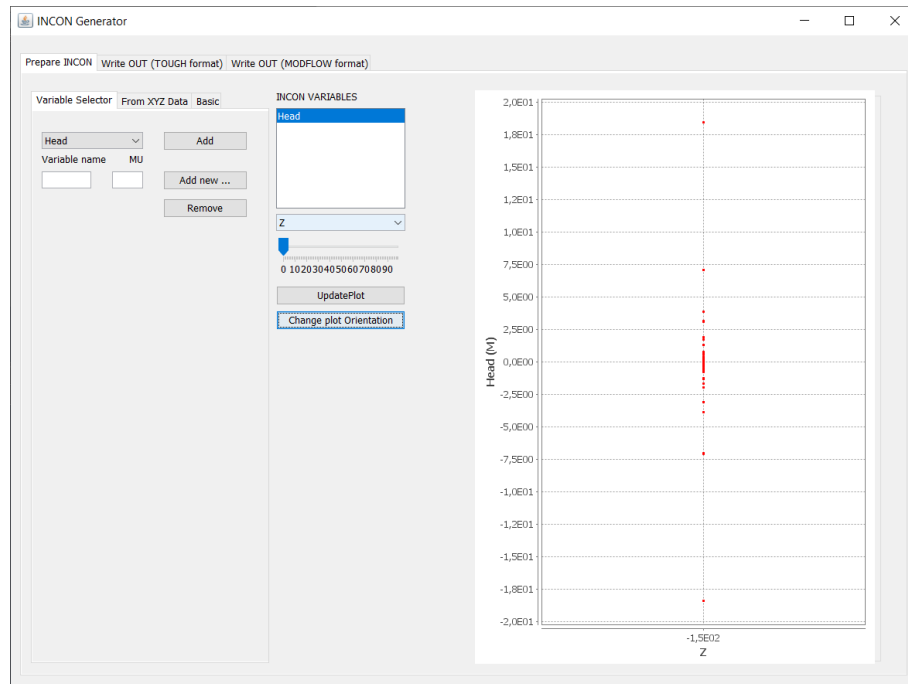 INCON Generator
Prepare INCON Write OUT (TOUGH format) Write OUT (MODFLOW format)
Variable Selector From XYZ Data Basic
Head
Add
Variable name MU
Add new ...
Remove
INCON VARIABLES
Head
Z
0 102030405060708090
UpdatePlot
Change plot Orientation
2,0E01
1,8E01
1,5E01
1,2E01
1,0E01
7,5E00
5,0E00
2,5E00
0,0E00
-2,5E00
-5,0E00
-7,5E00
-1,0E01
-1,2E01
-1,5E01
-1,8E01
-2,0E01
Head (M)
-1,5E02
Z